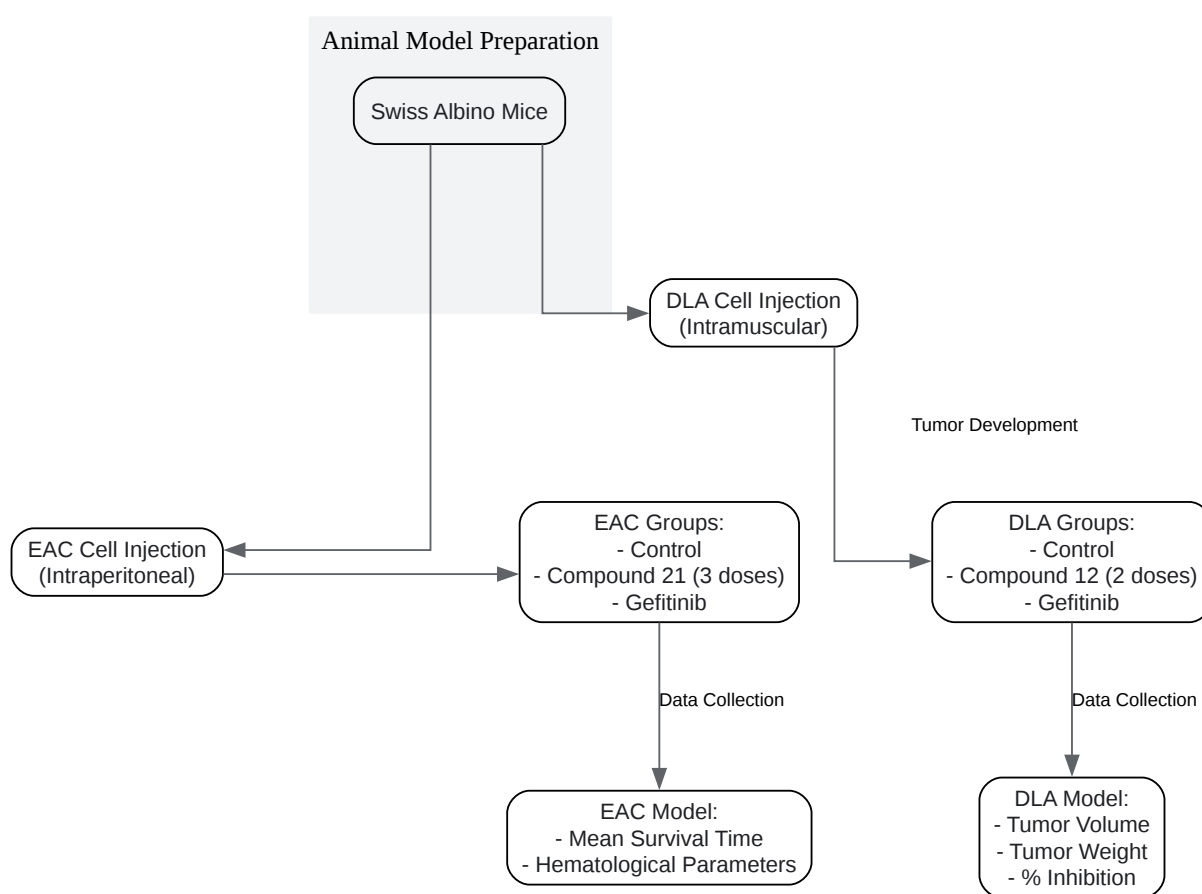 Animal Model Preparation
Swiss Albino Mice
DLA Cell Injection
(Intramuscular)
Tumor Development
EAC Cell Injection
(Intraperitoneal)
EAC Groups:
- Control
- Compound 21 (3 doses)
- Gefitinib
DLA Groups:
- Control
- Compound 12 (2 doses)
- Gefitinib
Data Collection
Data Collection
EAC Model:
- Mean Survival Time
- Hematological Parameters
DLA Model:
- Tumor Volume
- Tumor Weight
- % Inhibition